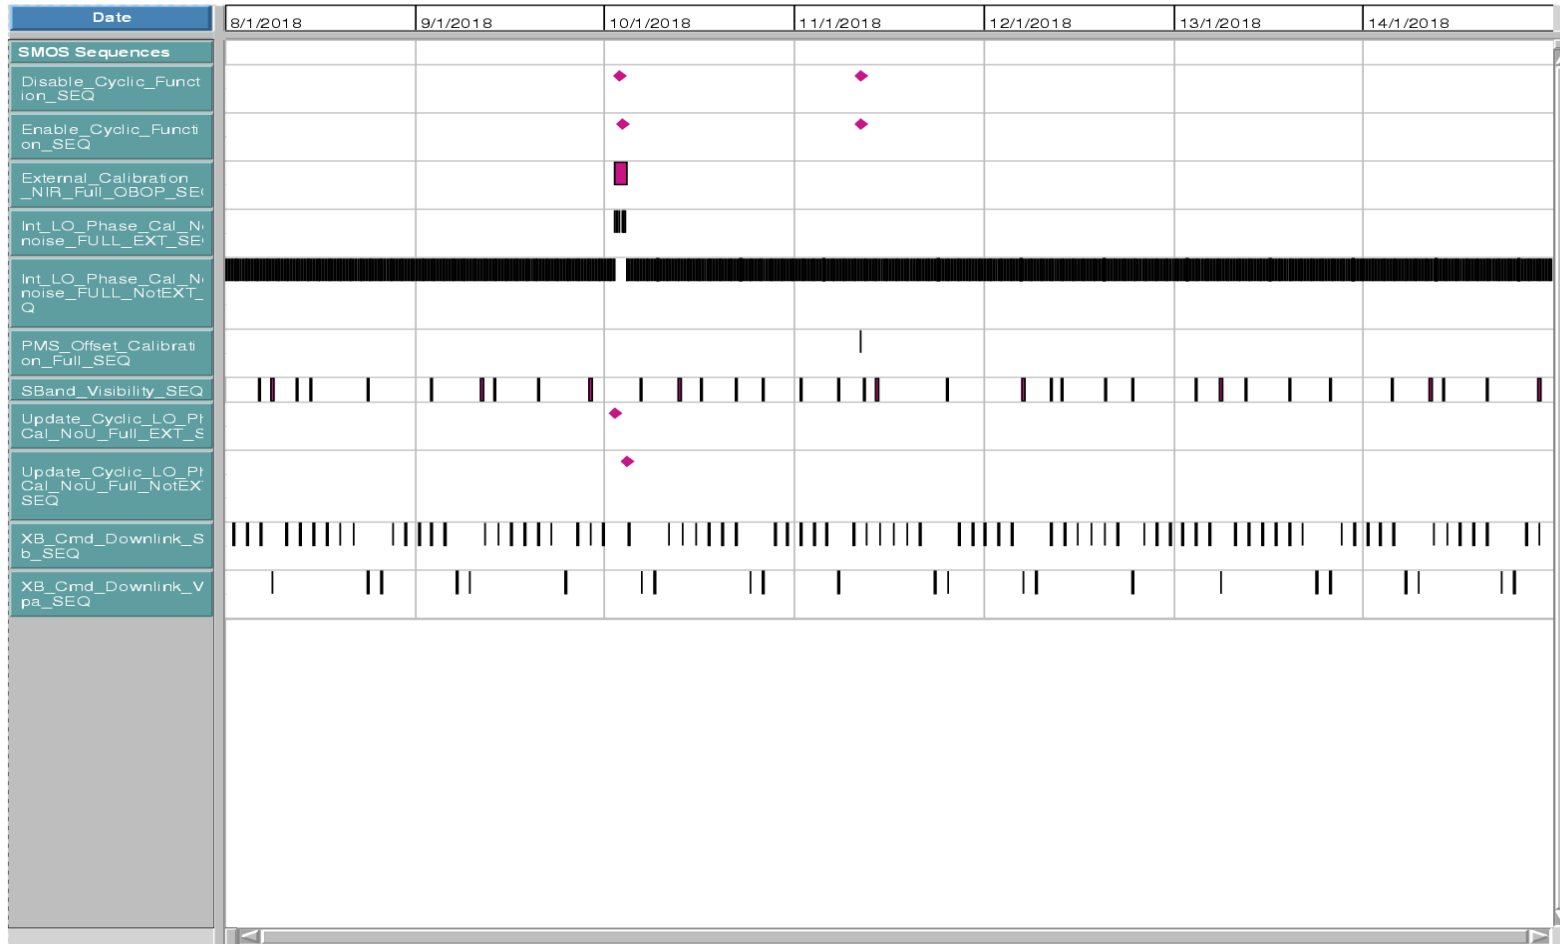 Date
8/1/2018
9/1/2018
10/1/2018
11/1/2018
12/1/2018
13/1/2018
14/1/2018
SMOS Sequences
Disable_Cyclic_Funct
ion_SEQ
Enable_Cyclic_Functi
on_SEQ
External_Calibration
_NIR_Full_OBOP_SE
Int_LO_Phase_Cal_N
noise_FULL_EXT_SE
Int_LO_Phase_Cal_N
noise_FULL_NotEXT_
Q
PMS_Offset_Calibrati
on_Full_SEQ
SBand_Visibility_SEQ
Update_Cyclic_LO_Ph
Cal_NoU_Full_EXT_S
Update_Cyclic_LO_Ph
Cal_NoU_Full_NotEX
SEQ
XB_Cmd_Downlink_S
b_SEQ
XB_Cmd_Downlink_V
pa_SEQ